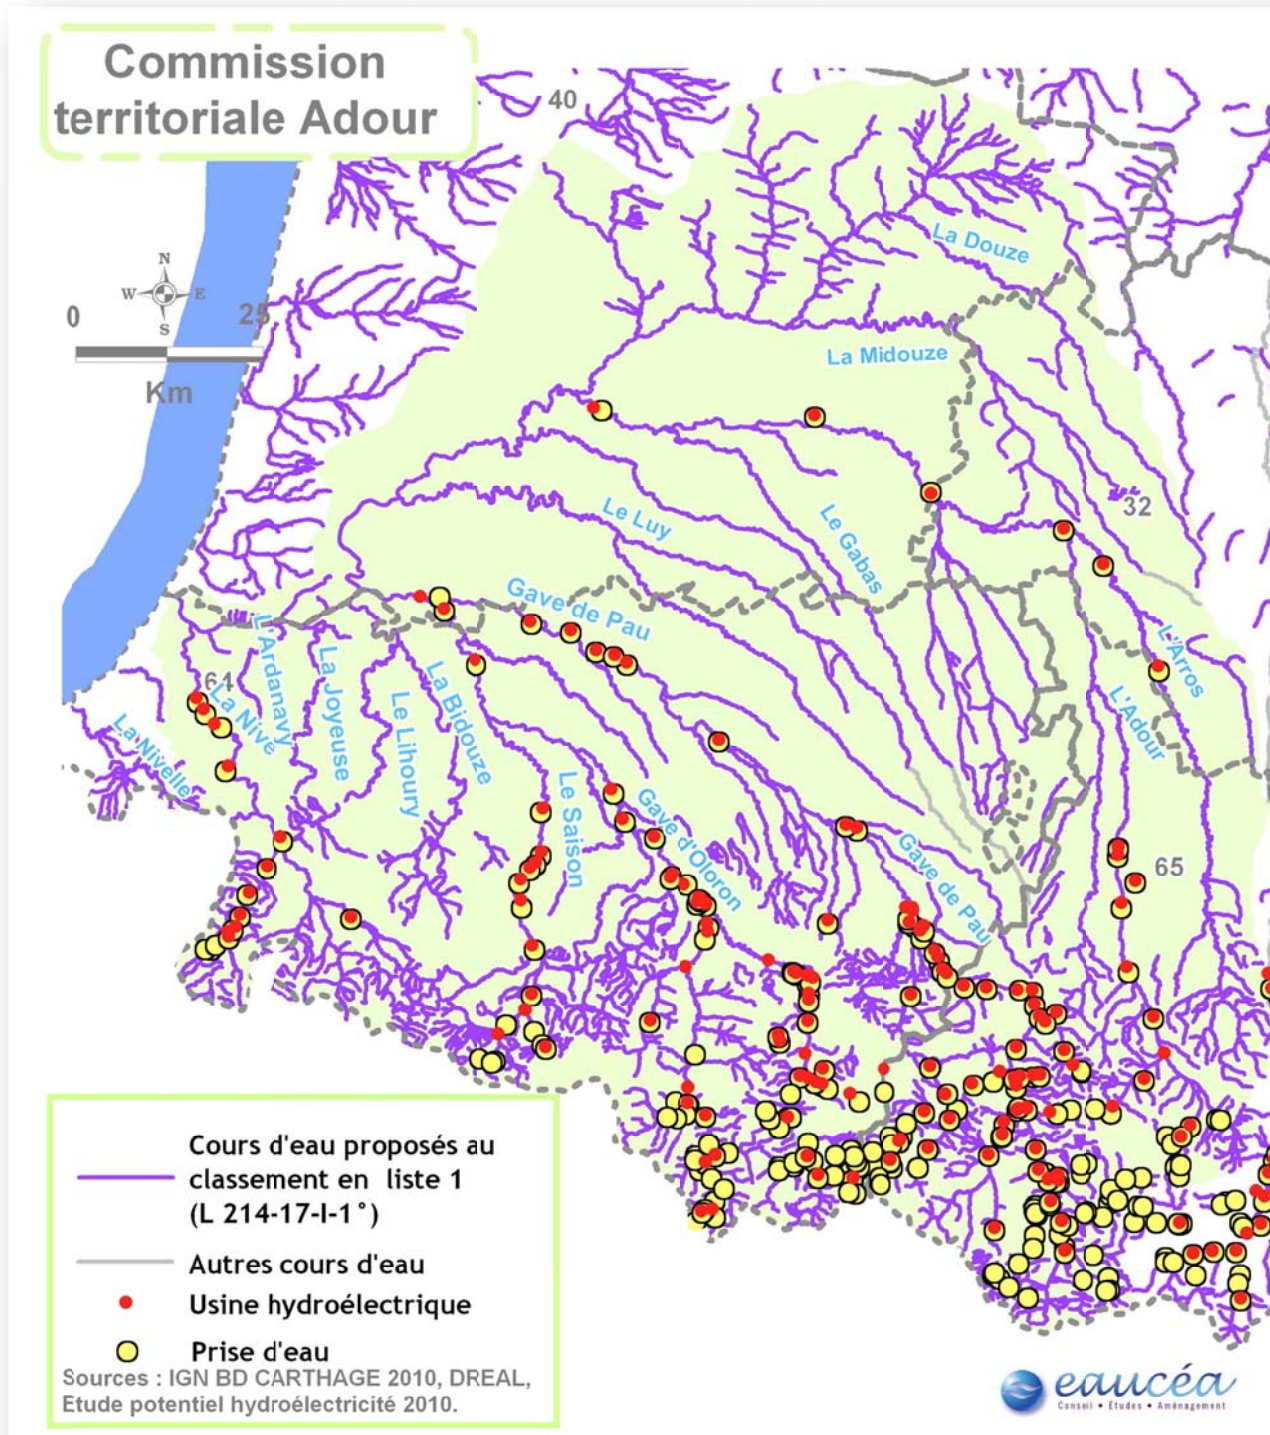 Commission
territoriale Adour
40
N
W E
S
0 25
Km
La Douze
La Midouze
32
Le Luy
Le Gabas
Gave de Pau
L'Arros
L'Adour
64
L'Ardanavy
La Nive
La Nivelle
La Joyeuse
Le Lihoury
La Bidouze
Le Saison
Gave d'Oloron
Gave de Pau
65
Cours d'eau proposés au
classement en liste 1
(L 214-17-I-1°)
Autres cours d'eau
Usine hydroélectrique
Prise d'eau
Sources : IGN BD CARTHAGE 2010, DREAL,
Etude potentiel hydroélectricité 2010.
eaucéa
Conseil • Études • Aménagement